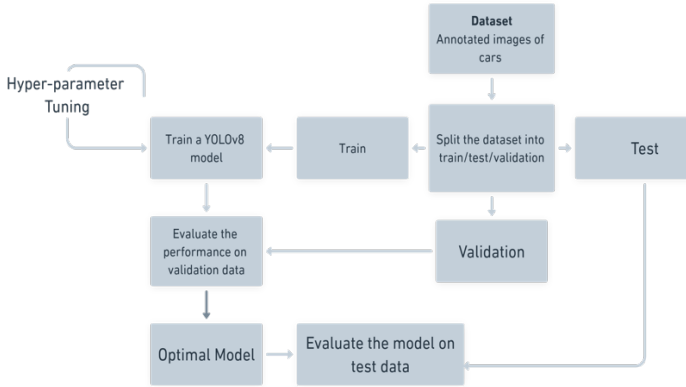 Dataset
Annotated images of
cars
Hyper-parameter
Tuning
Train a YOLOv8
model
Train
Split the dataset into
train/test/validation
Test
Evaluate the
performance on
validation data
Validation
Optimal Model
Evaluate the model on
test data